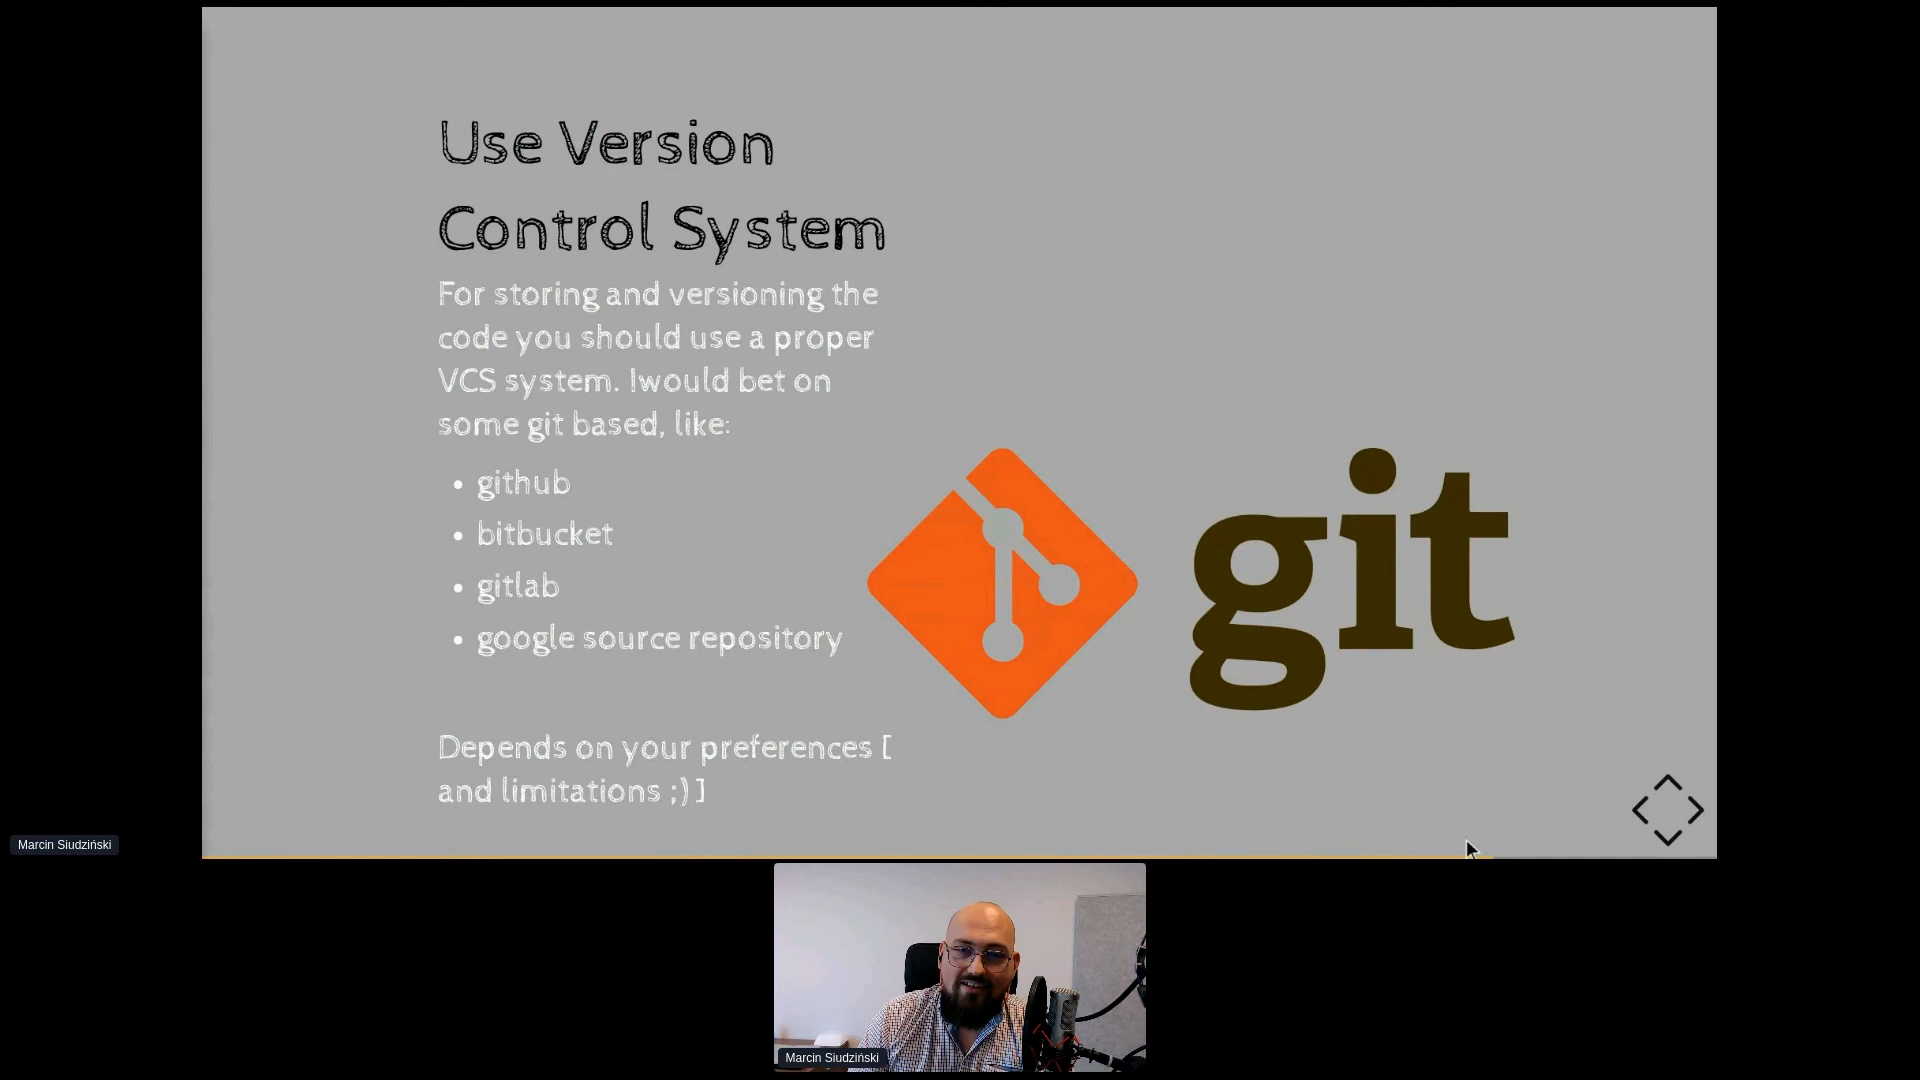 Use Version
Control System
For storing and versioning the
code you should use a proper
VCS system. Iwould bet on
some git based, like:
• github
• bitbucket
• gitlab
• google source repository
git
Depends on your preferences [
and limitations ;) ]
Marcin Siudziński
Marcin Siudziński